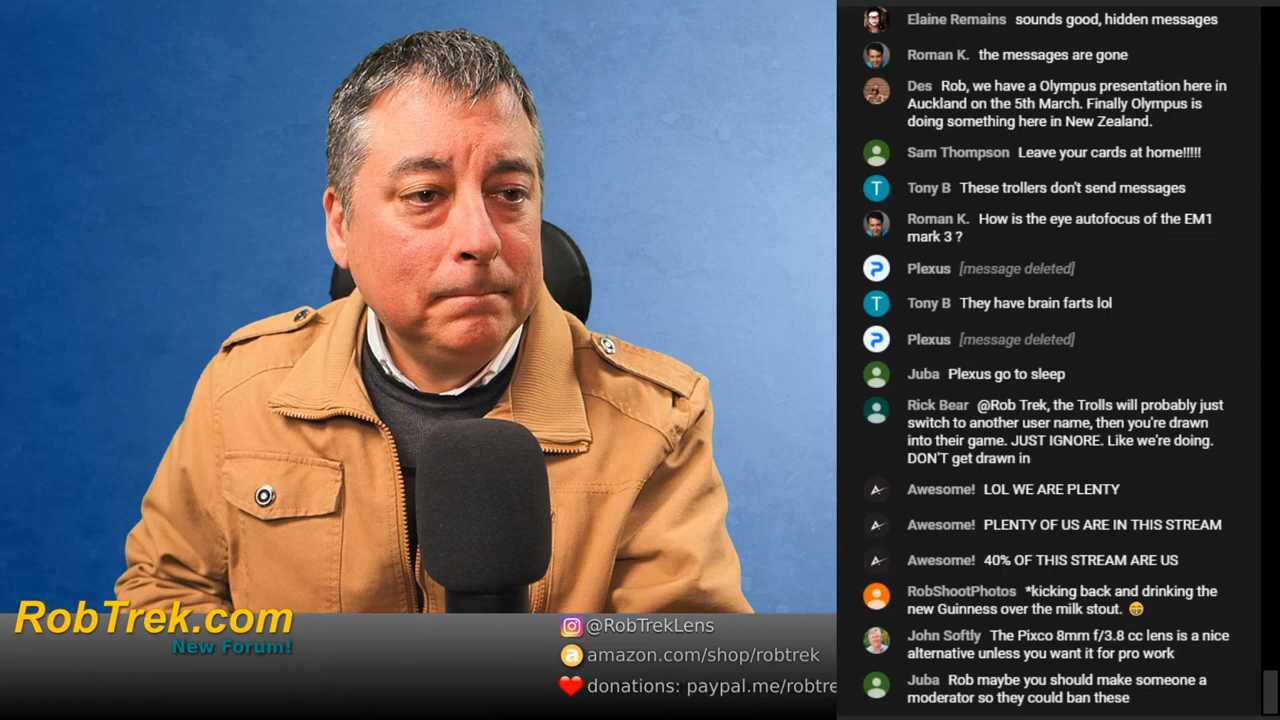 Elaine Remains sounds good, hidden messages
Roman K. the messages are gone
Des Rob, we have a Olympus presentation here in
Auckland on the 5th March. Finally Olympus is
doing something here in New Zealand.
Sam Thompson Leave your cards at home!!!!!
T Tony B These trollers don't send messages
Roman K. How is the eye autofocus of the EM1
mark 3 ?
Plexus [message deleted]
T Tony B They have brain farts lol
Plexus [message deleted]
Juba Plexus go to sleep
Rick Bear @Rob Trek, the Trolls will probably just
switch to another user name, then you're drawn
into their game. JUST IGNORE. Like we're doing.
DON'T get drawn in
Awesome! LOL WE ARE PLENTY
Awesome! PLENTY OF US ARE IN THIS STREAM
Awesome! 40% OF THIS STREAM ARE US
RobShootPhotos *kicking back and drinking the
new Guinness over the milk stout. 😁
John Softly The Pixco 8mm f/3.8 cc lens is a nice
alternative unless you want it for pro work
Juba Rob maybe you should make someone a
moderator so they could ban these
RobTrek.com
New Forum!
@RobTrekLens
a amazon.com/shop/robtrek
donations: paypal.me/robtre